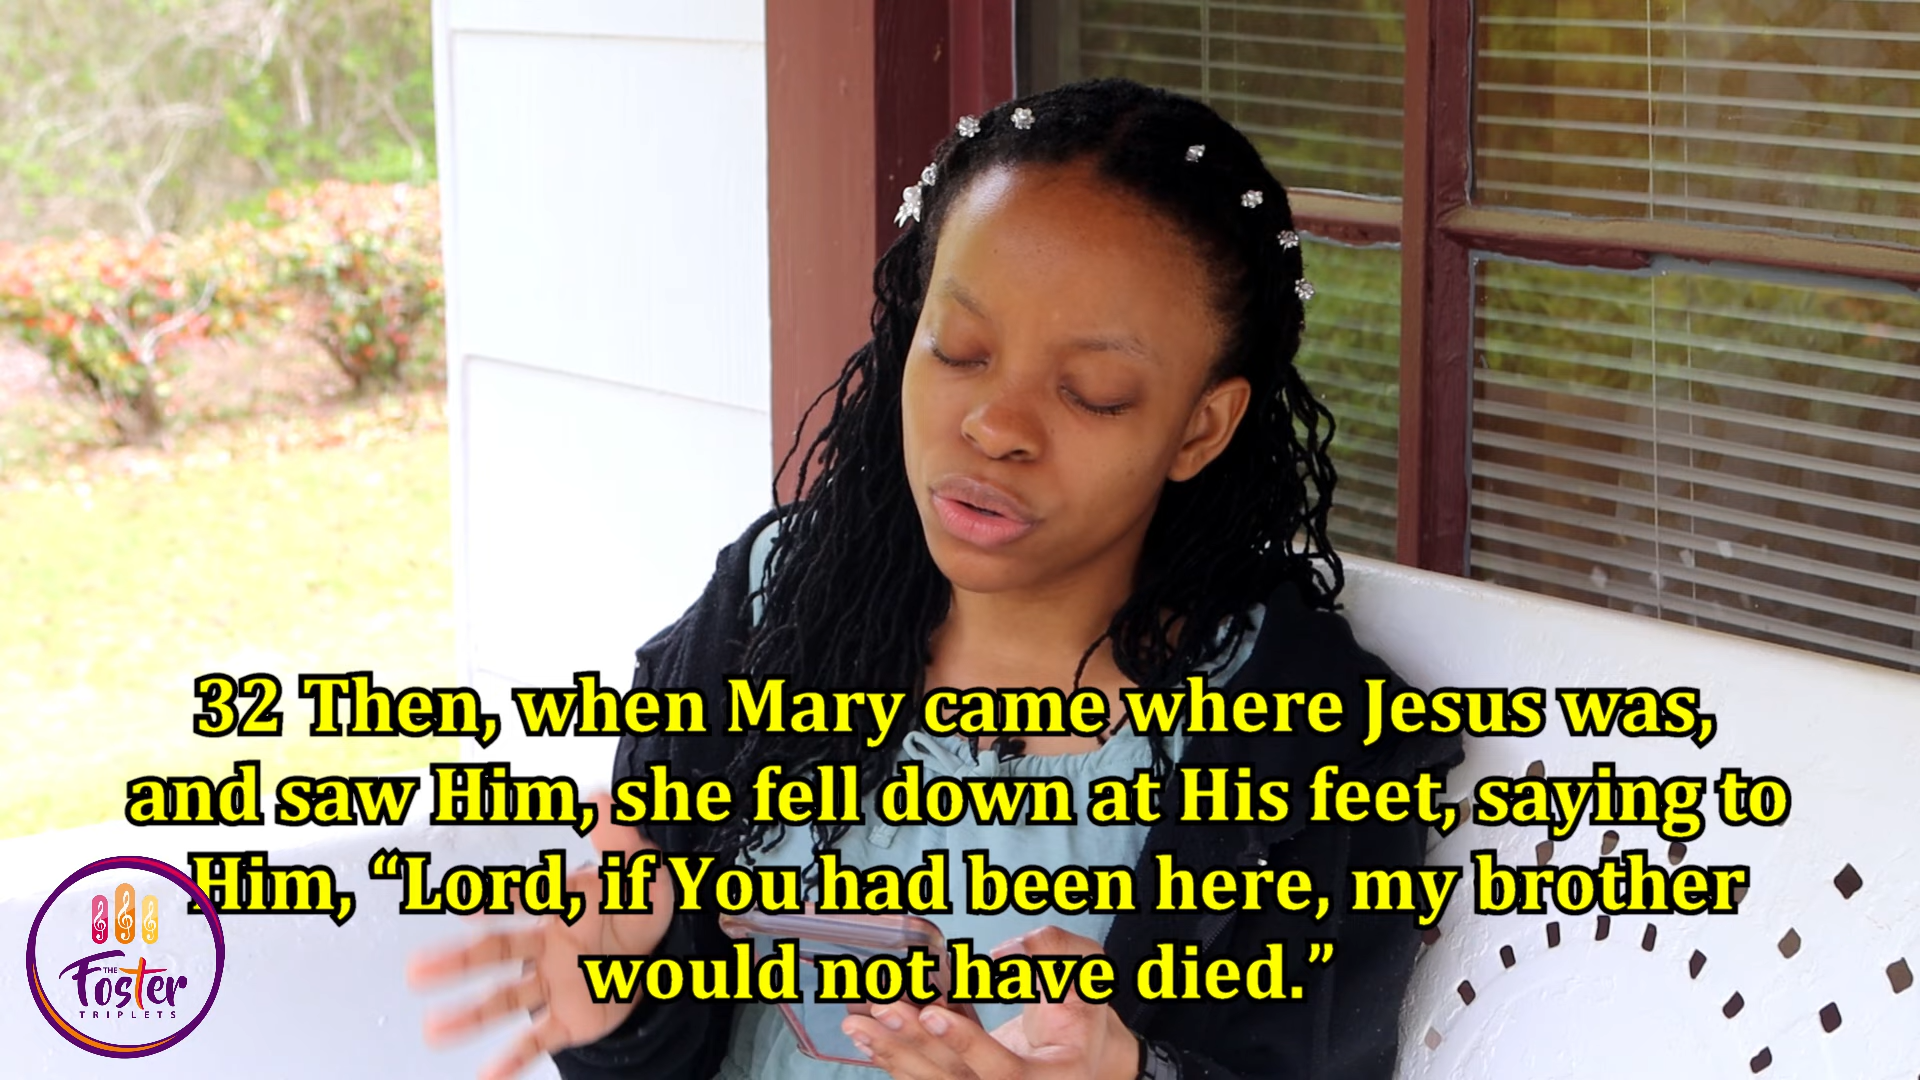 32 Then, when Mary came where Jesus was,
and saw Him, she fell down at His feet, saying to
Him, “Lord, if You had been here, my brother
would not have died.”
THE
Foster
TRIPLETS